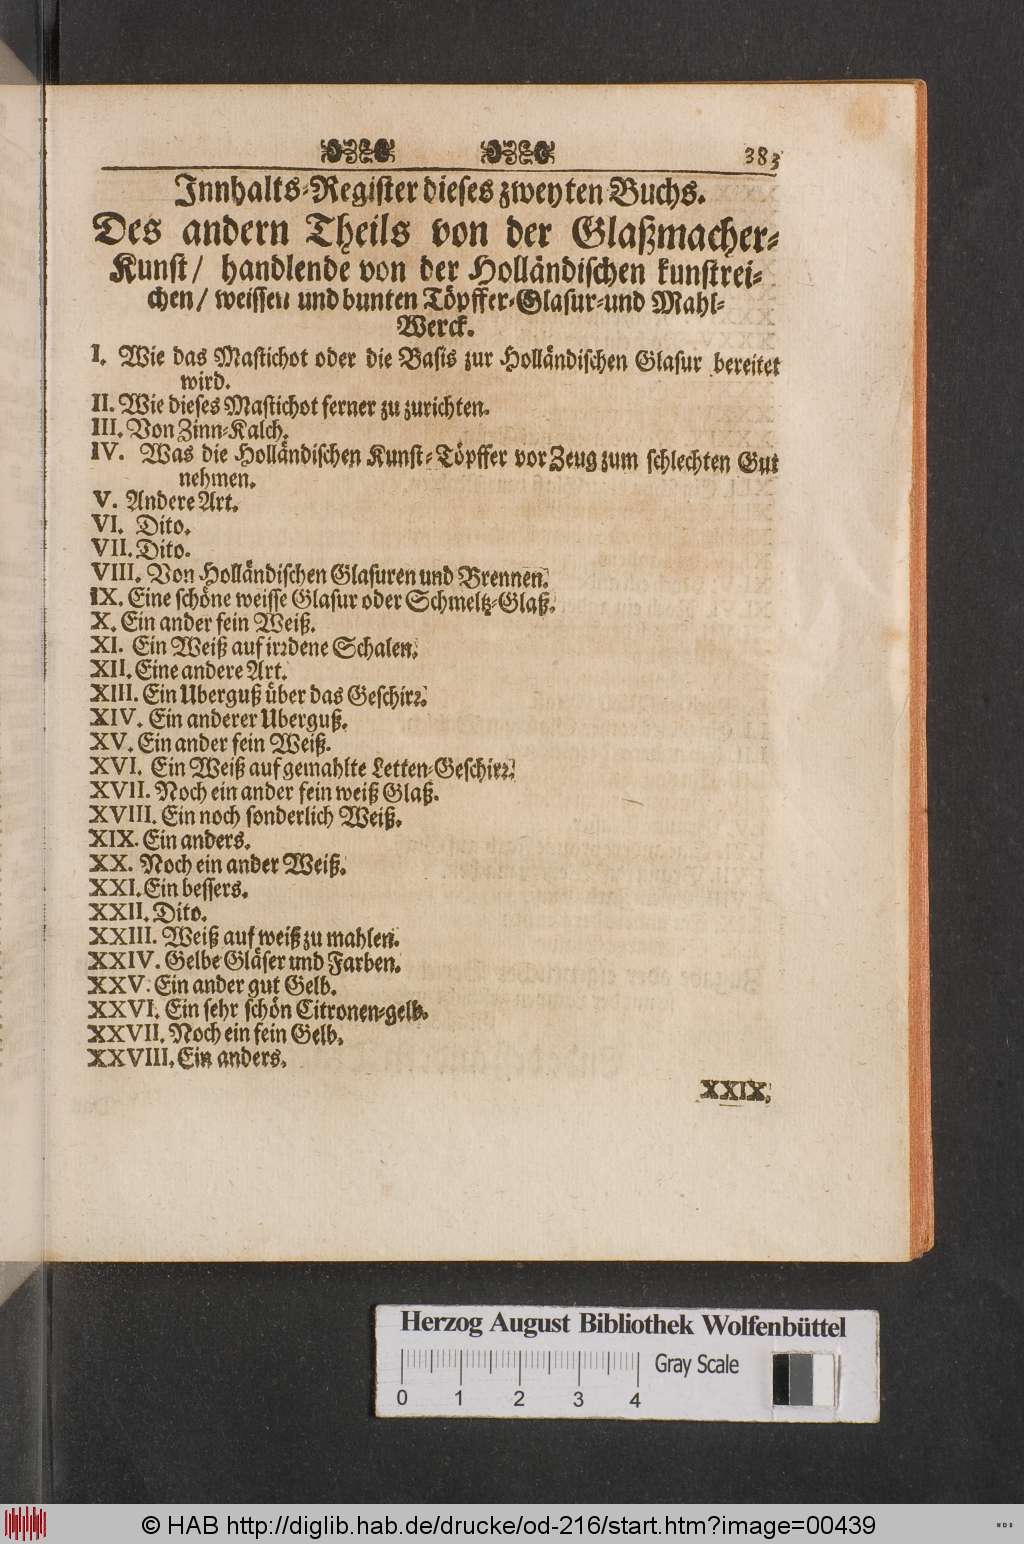 383
Innhalts-Register dieses zweyten Buchs.
Des andern Theils von der Glaßmacher-
Kunst/ handlende von der Holländischen kunstrei-
chen/ weissen und bunten Töpffer-Glasur-und Mahl-
Werck.
I. Wie das Mastichot oder die Basis zur Holländischen Glasur bereitet
wird.
II. Wie dieses Mastichot ferner zu zurichten.
III. Von Zinn-Kalch.
IV. Was die Holländischen Kunst-Töpffer vor Zeug zum schlechten Gut
nehmen.
V. Andere Art.
VI. Dito.
VII. Dito.
VIII. Von Holländischen Glasuren und Brennen.
IX. Eine schöne weisse Glasur oder Schmeltz-Glaß.
X. Ein ander fein Weiß.
XI. Ein Weiß auf irꝛdene Schalen.
XII. Eine andere Art.
XIII. Ein Uberguß über das Geschirꝛ.
XIV. Ein anderer Uberguß.
XV. Ein ander fein Weiß.
XVI. Ein Weiß auf gemahlte Letten-Geschirꝛ.
XVII. Noch ein ander fein weiß Glaß.
XVIII. Ein noch sonderlich Weiß.
XIX. Ein anders.
XX. Noch ein ander Weiß.
XXI. Ein bessers.
XXII. Dito.
XXIII. Weiß auf weiß zu mahlen.
XXIV. Gelbe Gläser und Farben.
XXV. Ein ander gut Gelb.
XXVI. Ein sehr schön Citronen-gelb.
XXVII. Noch ein fein Gelb.
XXVIII. Ein anders.
XXIX.
Herzog August Bibliothek Wolfenbüttel
Gray Scale
0 1 2 3 4
© HAB http://diglib.hab.de/drucke/od-216/start.htm?image=00439